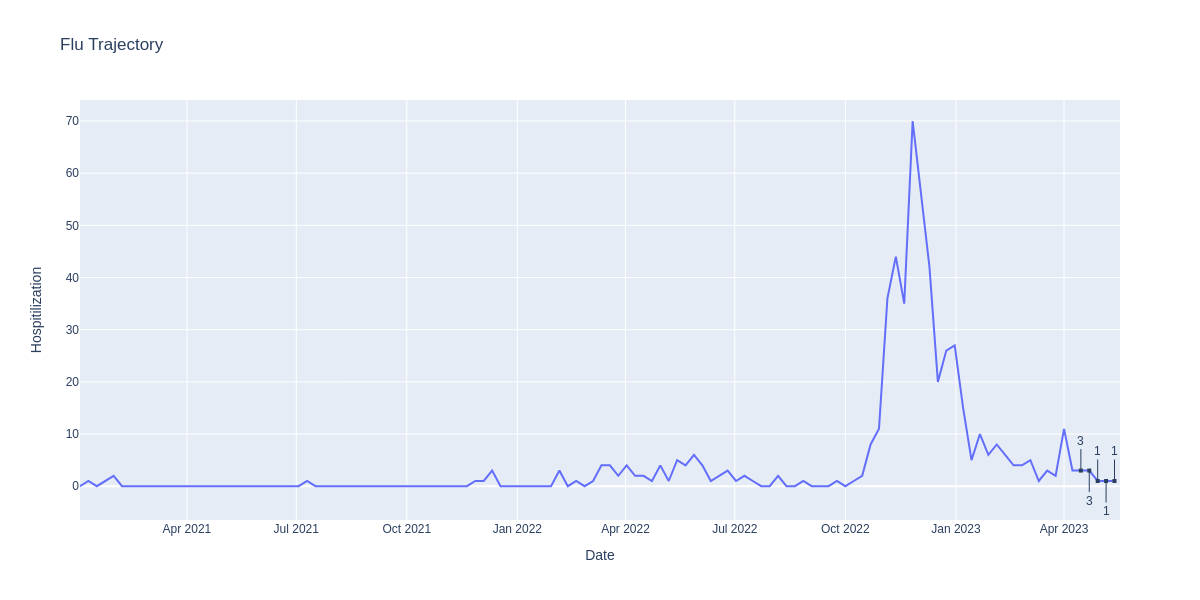 Flu Trajectory
Hospitilization
70
60
50
40
30
20
10
0
3
3
1
1
1
Apr 2021
Jul 2021
Oct 2021
Jan 2022
Apr 2022
Jul 2022
Oct 2022
Jan 2023
Apr 2023
Date